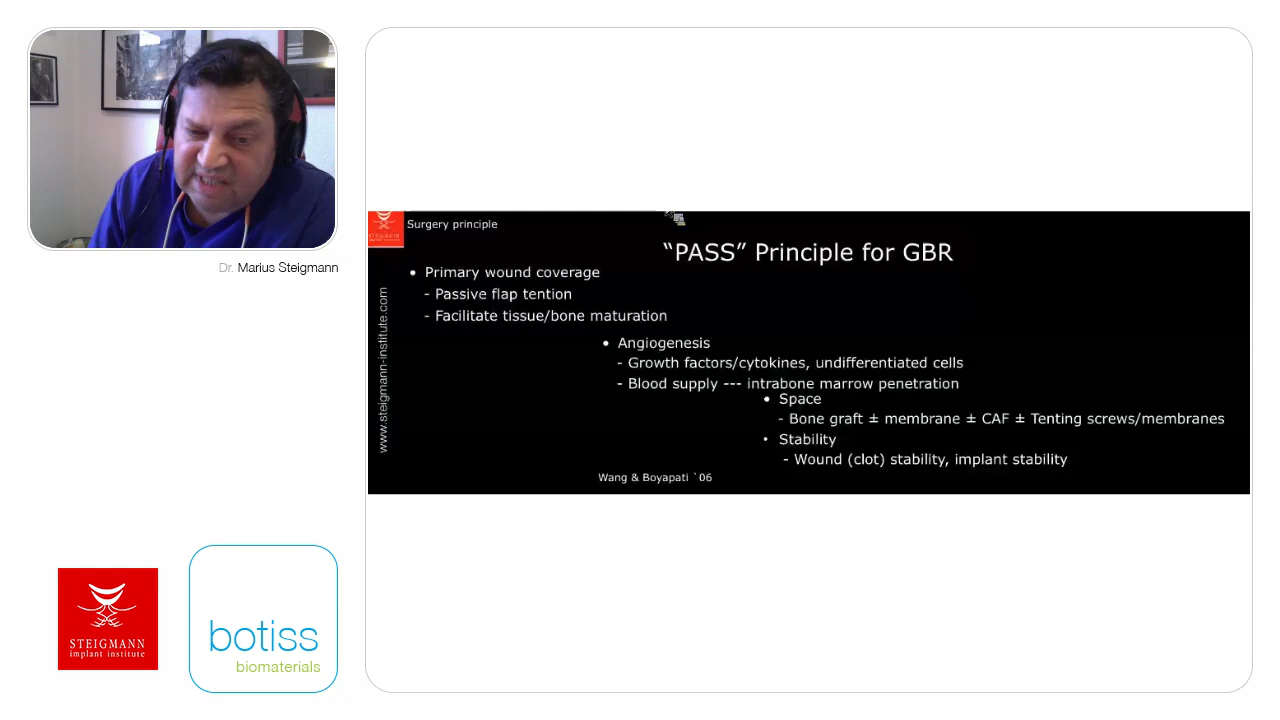 Dr. Marius Steigmann
STEIGMANN
implant institute
botiss
biomaterials
Surgery principle
"PASS" Principle for GBR
• Primary wound coverage
- Passive flap tention
- Facilitate tissue/bone maturation
• Angiogenesis
- Growth factors/cytokines, undifferentiated cells
- Blood supply --- intrabone marrow penetration
• Space
- Bone graft ± membrane ± CAF ± Tenting screws/membranes
• Stability
- Wound (clot) stability, implant stability
Wang & Boyapati `06
www.steigmann-institute.com